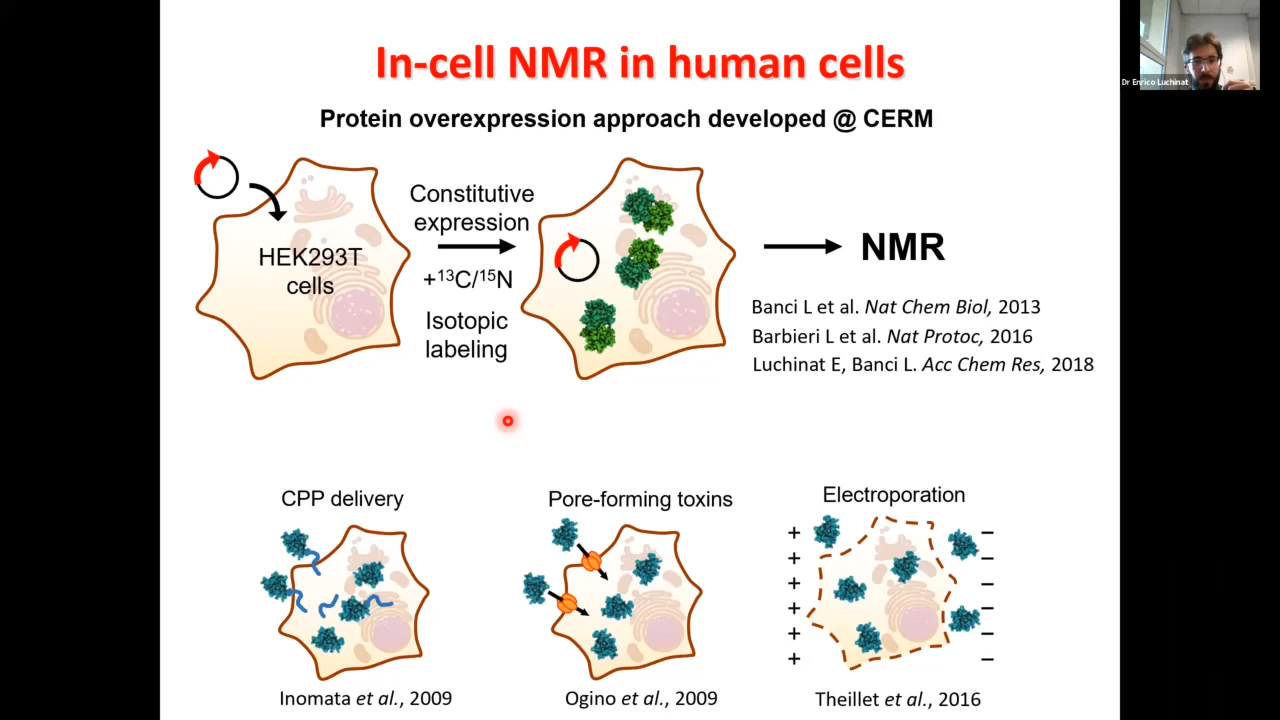 In-cell NMR in human cells
Protein overexpression approach developed @ CERM
Dr Enrico Luchinat
HEK293T
cells
Constitutive
expression
+¹³C/¹⁵N
Isotopic
labeling
NMR
Banci L et al. Nat Chem Biol, 2013
Barbieri L et al. Nat Protoc, 2016
Luchinat E, Banci L. Acc Chem Res, 2018
CPP delivery
Pore-forming toxins
Electroporation
+ −
+ −
+ −
+ −
+ −
+ −
Inomata et al., 2009
Ogino et al., 2009
Theillet et al., 2016